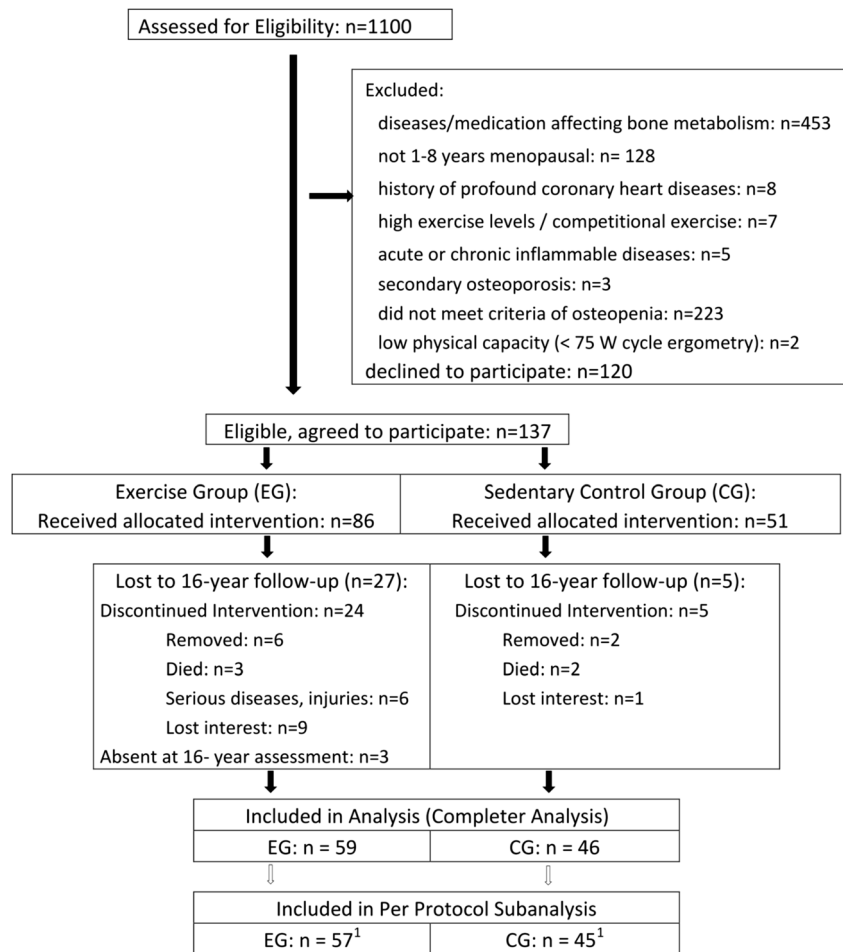 Assessed for Eligibility: n=1100
Excluded:
diseases/medication affecting bone metabolism: n=453
not 1-8 years menopausal: n= 128
history of profound coronary heart diseases: n=8
high exercise levels / competitional exercise: n=7
acute or chronic inflammable diseases: n=5
secondary osteoporosis: n=3
did not meet criteria of osteopenia: n=223
low physical capacity (< 75 W cycle ergometry): n=2
declined to participate: n=120
Eligible, agreed to participate: n=137
Exercise Group (EG):
Received allocated intervention: n=86
Sedentary Control Group (CG):
Received allocated intervention: n=51
Lost to 16-year follow-up (n=27):
Discontinued Intervention: n=24
Removed: n=6
Died: n=3
Serious diseases, injuries: n=6
Lost interest: n=9
Absent at 16- year assessment: n=3
Lost to 16-year follow-up (n=5):
Discontinued Intervention: n=5
Removed: n=2
Died: n=2
Lost interest: n=1
Included in Analysis (Completer Analysis)
EG: n = 59
CG: n = 46
Included in Per Protocol Subanalysis
EG: n = 57¹
CG: n = 45¹